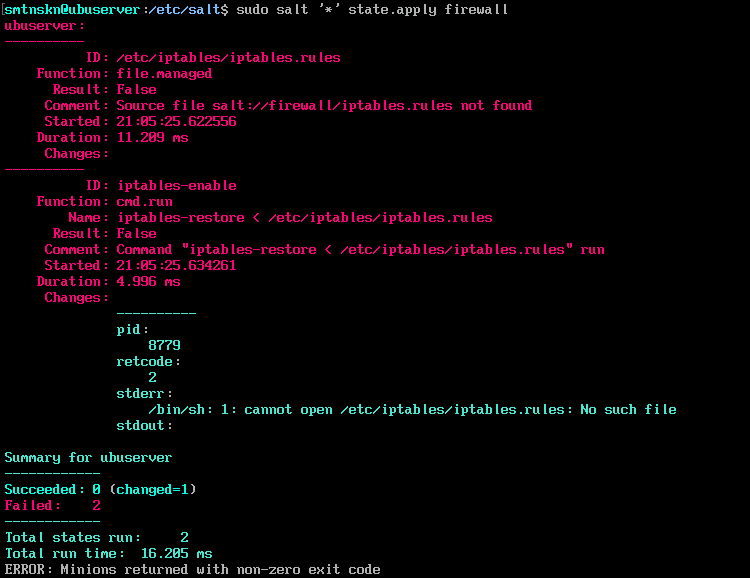 smtnskn@ubuserver:/etc/salt$ sudo salt '*' state.apply firewall
ubuserver:
----------
          ID: /etc/iptables/iptables.rules
    Function: file.managed
      Result: False
     Comment: Source file salt://firewall/iptables.rules not found
     Started: 21:05:25.622556
    Duration: 11.209 ms
     Changes:
----------
          ID: iptables-enable
    Function: cmd.run
        Name: iptables-restore < /etc/iptables/iptables.rules
      Result: False
     Comment: Command "iptables-restore < /etc/iptables/iptables.rules" run
     Started: 21:05:25.634261
    Duration: 4.996 ms
     Changes:
              ----------
              pid:
                  8779
              retcode:
                  2
              stderr:
                  /bin/sh: 1: cannot open /etc/iptables/iptables.rules: No such file
              stdout:
Summary for ubuserver
------------
Succeeded: 0 (changed=1)
Failed:    2
------------
Total states run:     2
Total run time:  16.205 ms
ERROR: Minions returned with non-zero exit code